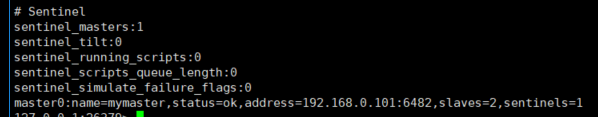 # Sentinel
sentinel_masters:1
sentinel_tilt:0
sentinel_running_scripts:0
sentinel_scripts_queue_length:0
sentinel_simulate_failure_flags:0
master0:name=mymaster,status=ok,address=192.168.0.101:6482,slaves=2,sentinels=1
127.0.0.1:26379>